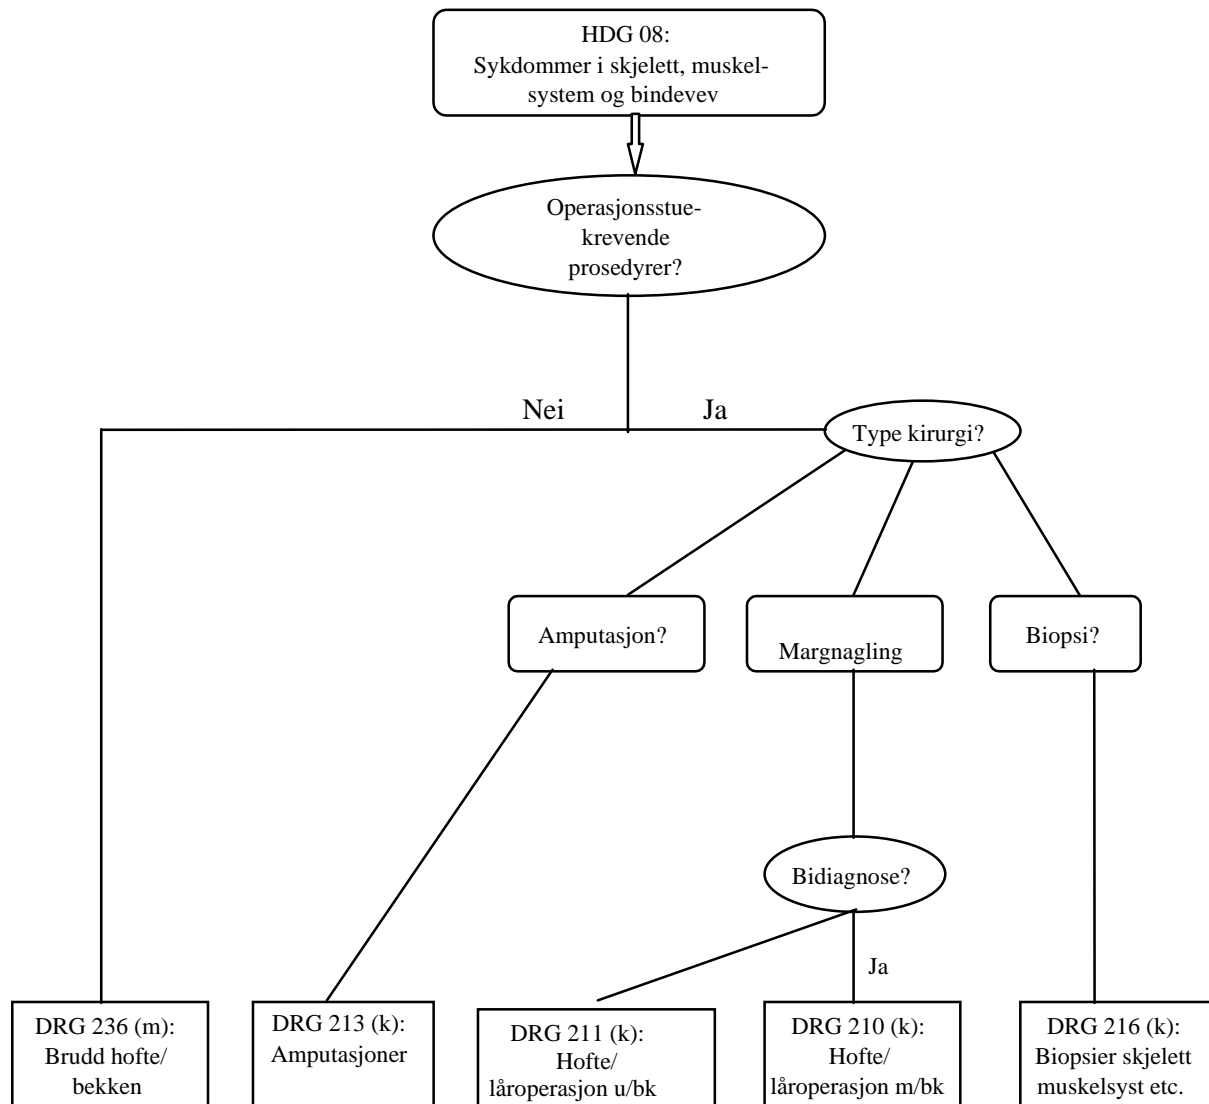 HDG 08:
Sykdommer i skjelett, muskel-
system og bindevev
Operasjonsstue-
krevende
prosedyrer?
Nei
Ja
Type kirurgi?
Amputasjon?
Margnagling
Biopsi?
Bidiagnose?
Ja
DRG 236 (m):
Brudd hofte/
bekken
DRG 213 (k):
Amputasjoner
DRG 211 (k):
Hofte/
låroperasjon u/bk
DRG 210 (k):
Hofte/
låroperasjon m/bk
DRG 216 (k):
Biopsier skjelett
muskelsyst etc.